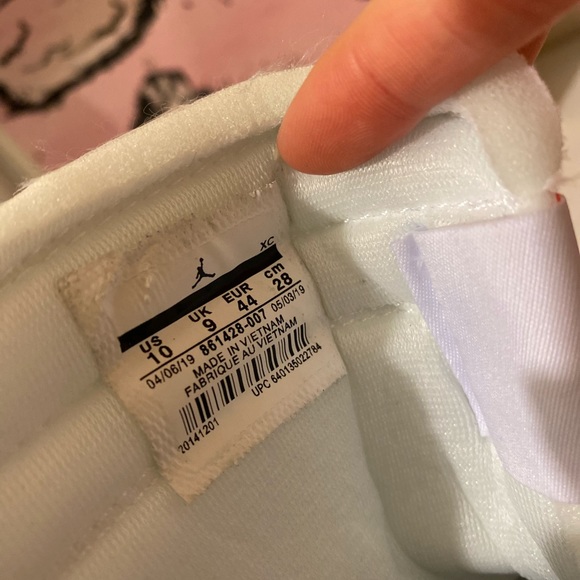 XC
US UK EUR cm
10 9 44 28
04/06/19 861428-007 05/03/19
MADE IN VIETNAM
FABRIQUE AU VIETNAM
UPC 640135022784
20141201